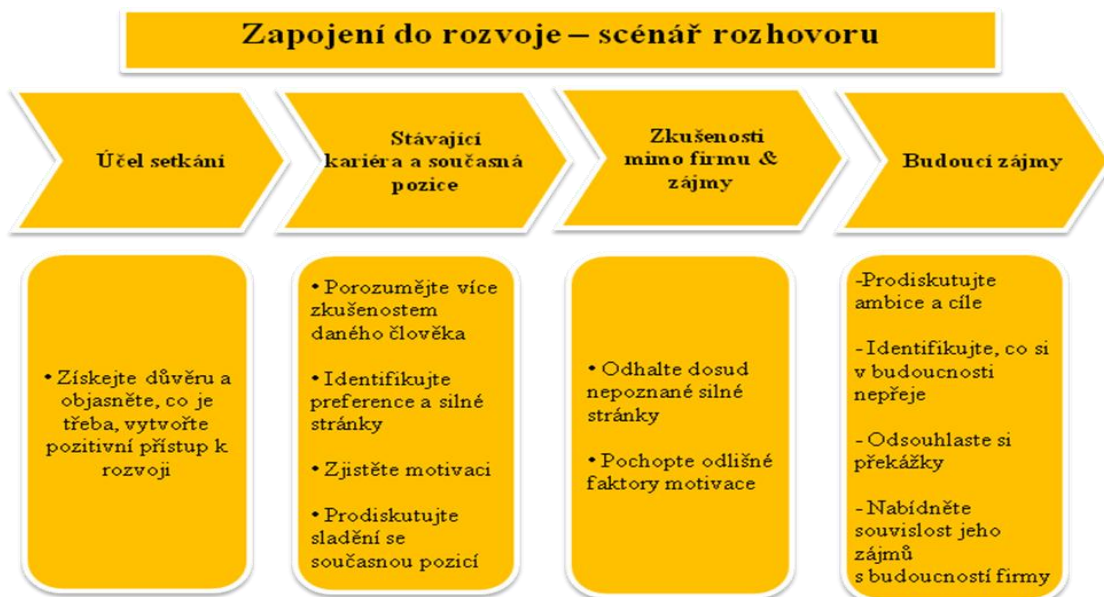 Zapojení do rozvoje – scénář rozhovoru
Účel setkání
Stávající
kariéra a současná
pozice
Zkušenosti
mimo firmu &
zájmy
Budoucí zájmy
• Získejte důvěru a
objasněte, co je
třeba, vytvořte
pozitivní přístup k
rozvoji
• Porozumějte více
zkušenostem
daného člověka
• Identifikujte
preference a silné
stránky
• Zjistěte motivaci
• Prodiskutujte
sladění se
současnou pozicí
• Odhalte dosud
nepoznané silné
stránky
• Pochopte odlišné
faktory motivace
-Prodiskutujte
ambice a cíle
- Identifikujte, co si
v budoucnosti
nepřeje
- Odsouhlaste si
překážky
- Nabídněte
souvislost jeho
zájmů
s budoucností firmy